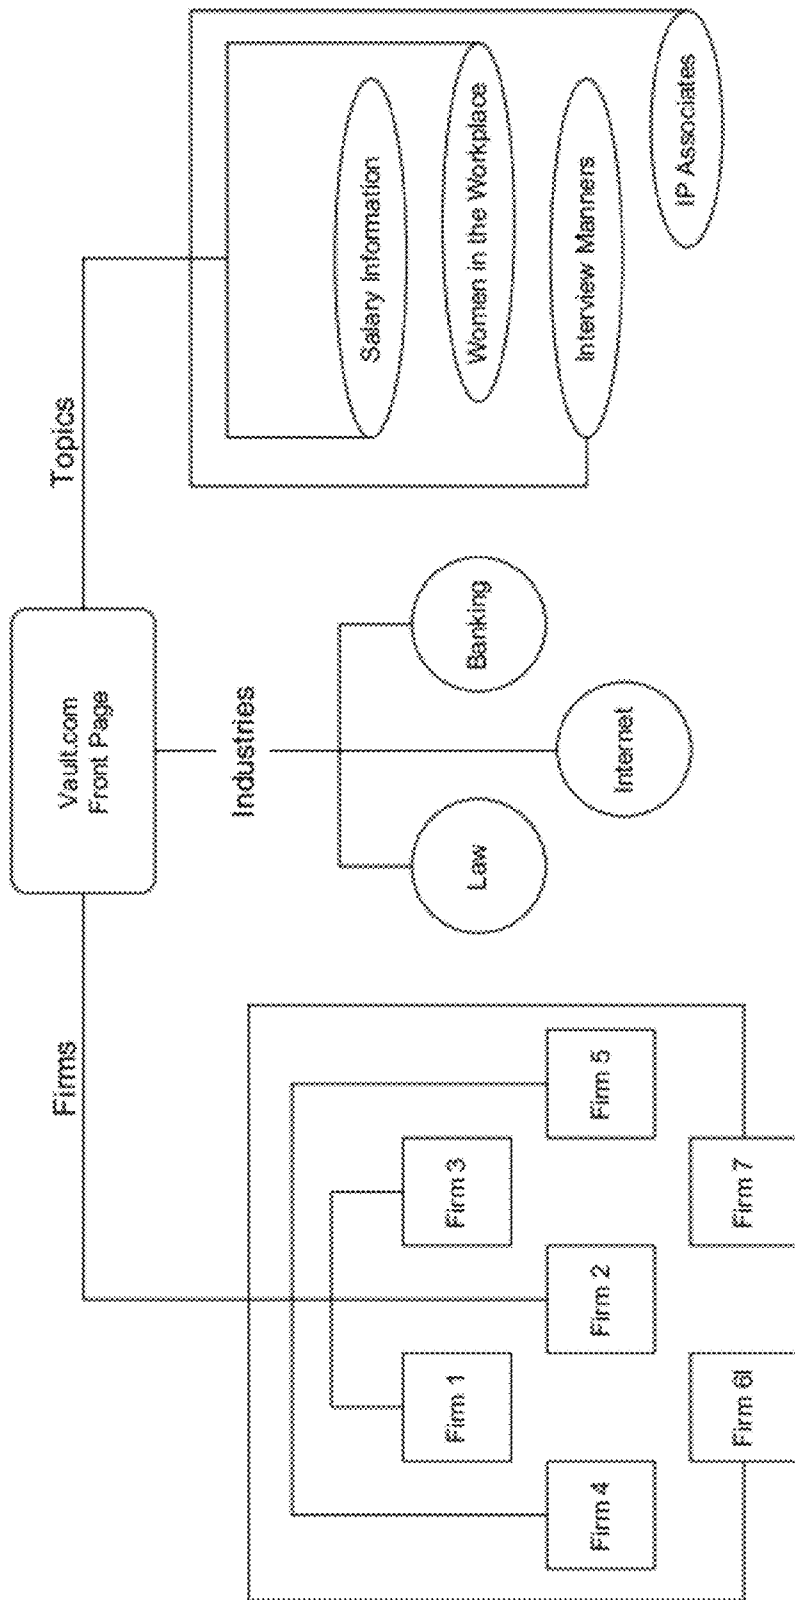 Vault.com
Front Page
Firms
Industries
Topics
Firm 1
Firm 3
Firm 4
Firm 2
Firm 5
Firm 6l
Firm 7
Law
Banking
Internet
Salary Information
Women in the Workplace
Interview Manners
IP Associates